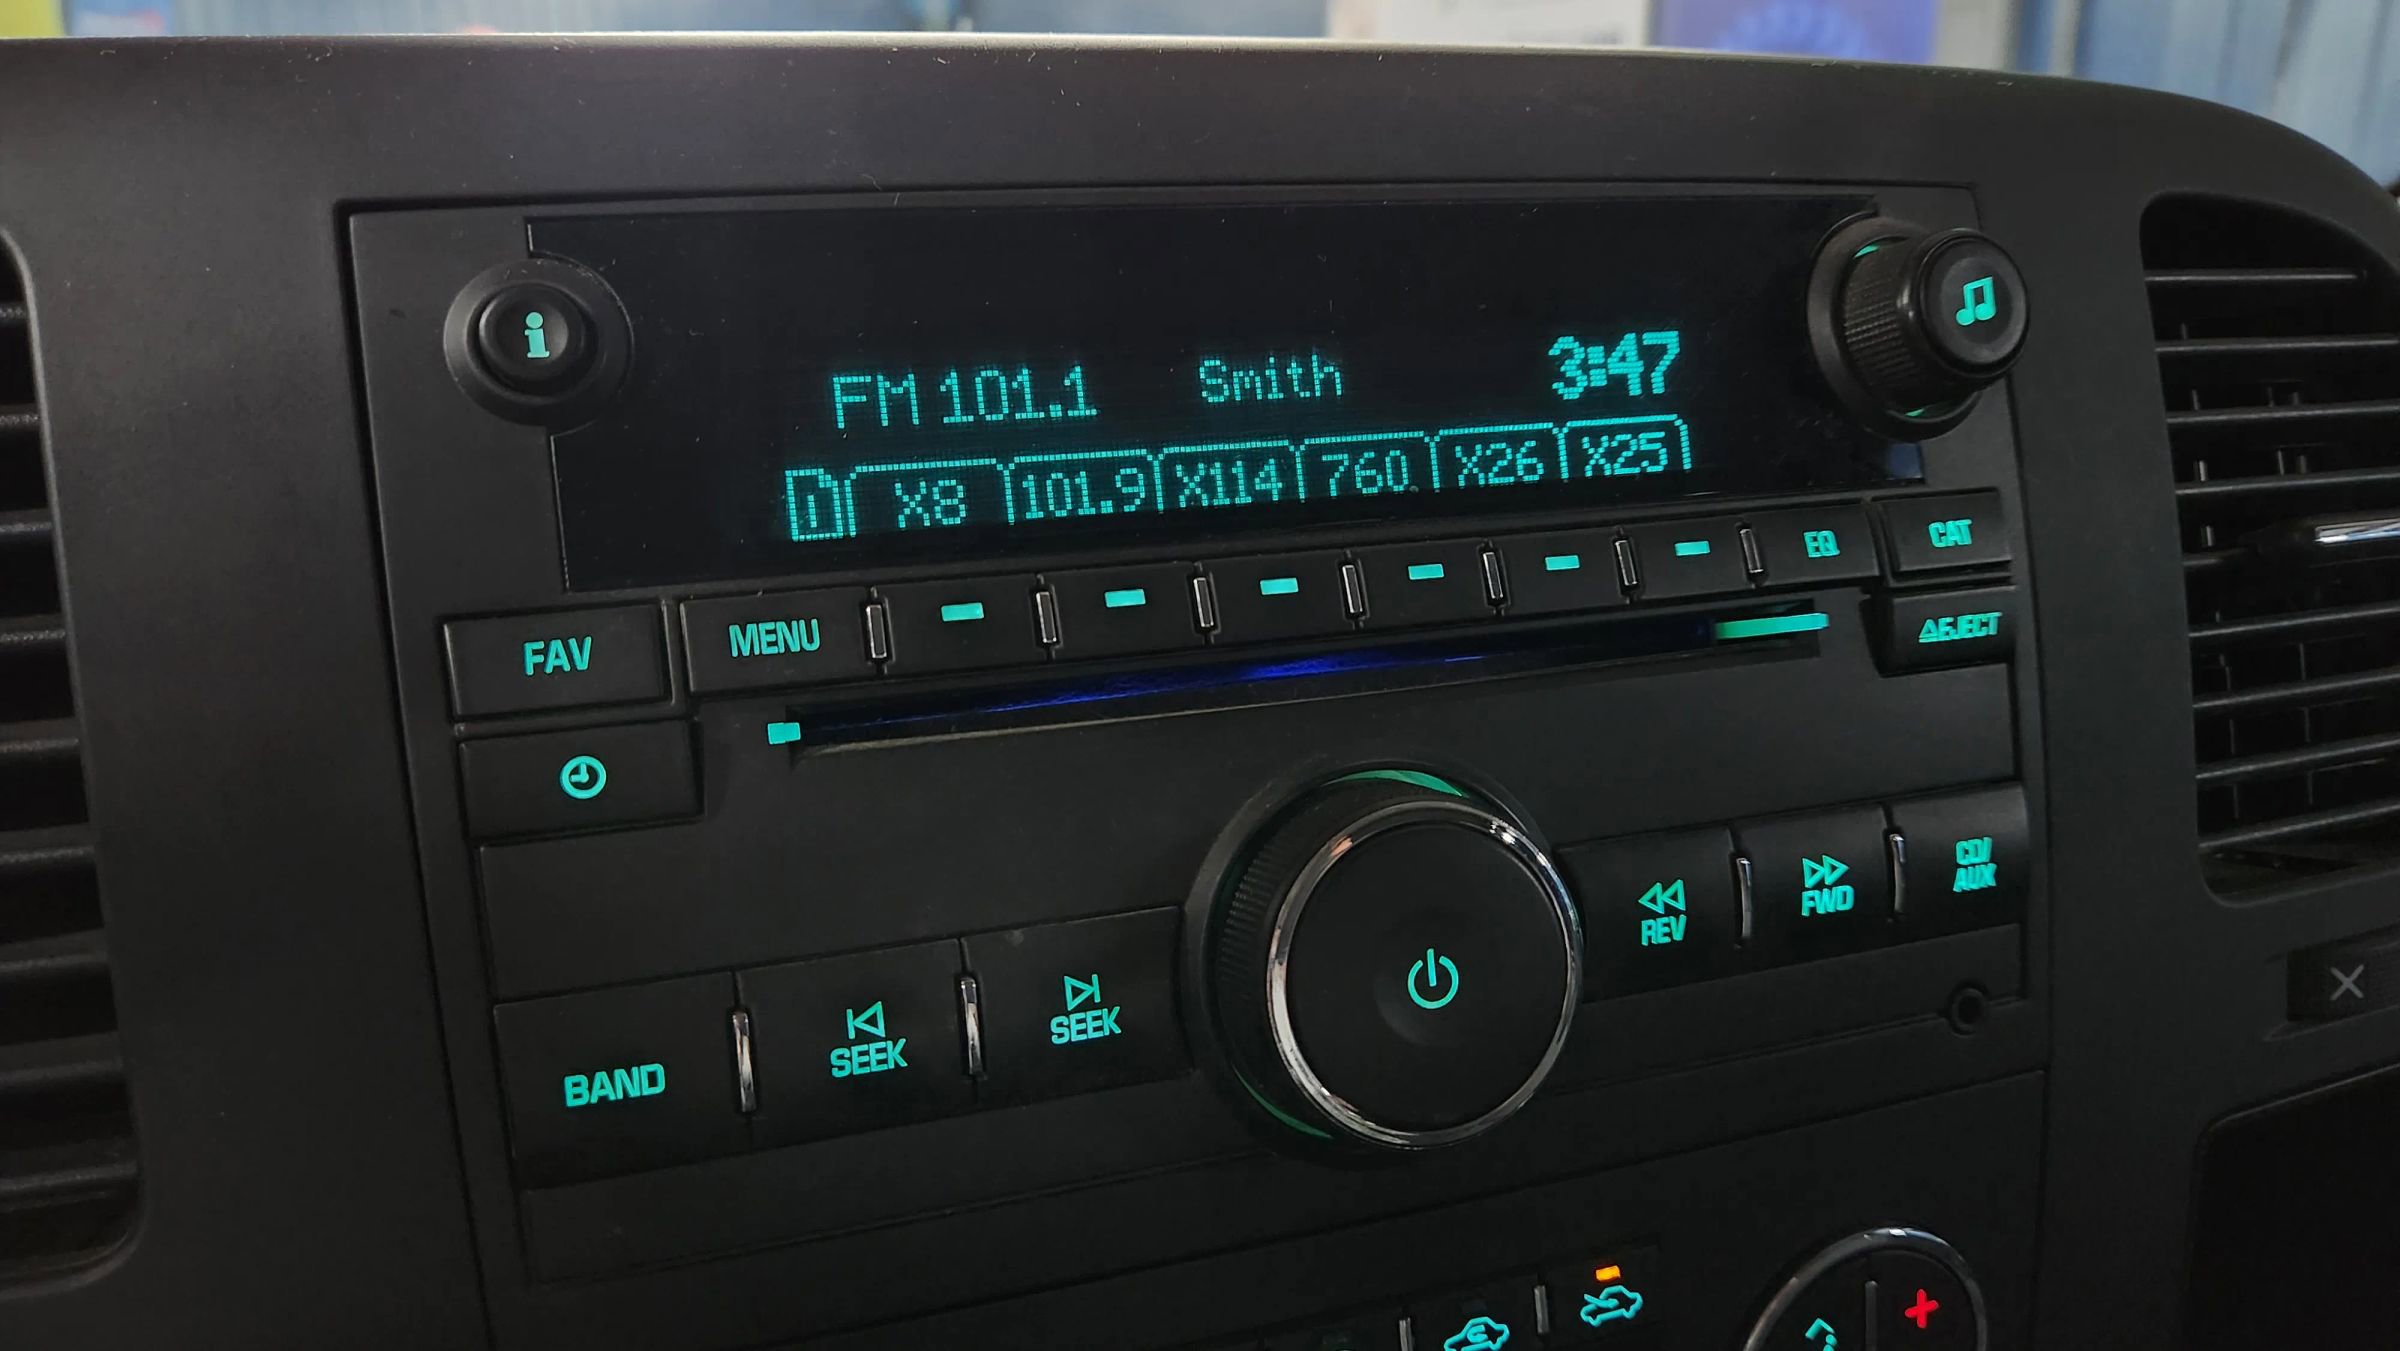 FM 101.1 Smith 3:47
1 X8 101.9 X114 760 X26 X25
EQ CAT
FAV MENU
EJECT
REV FWD CD/
AUX
SEEK SEEK
BAND